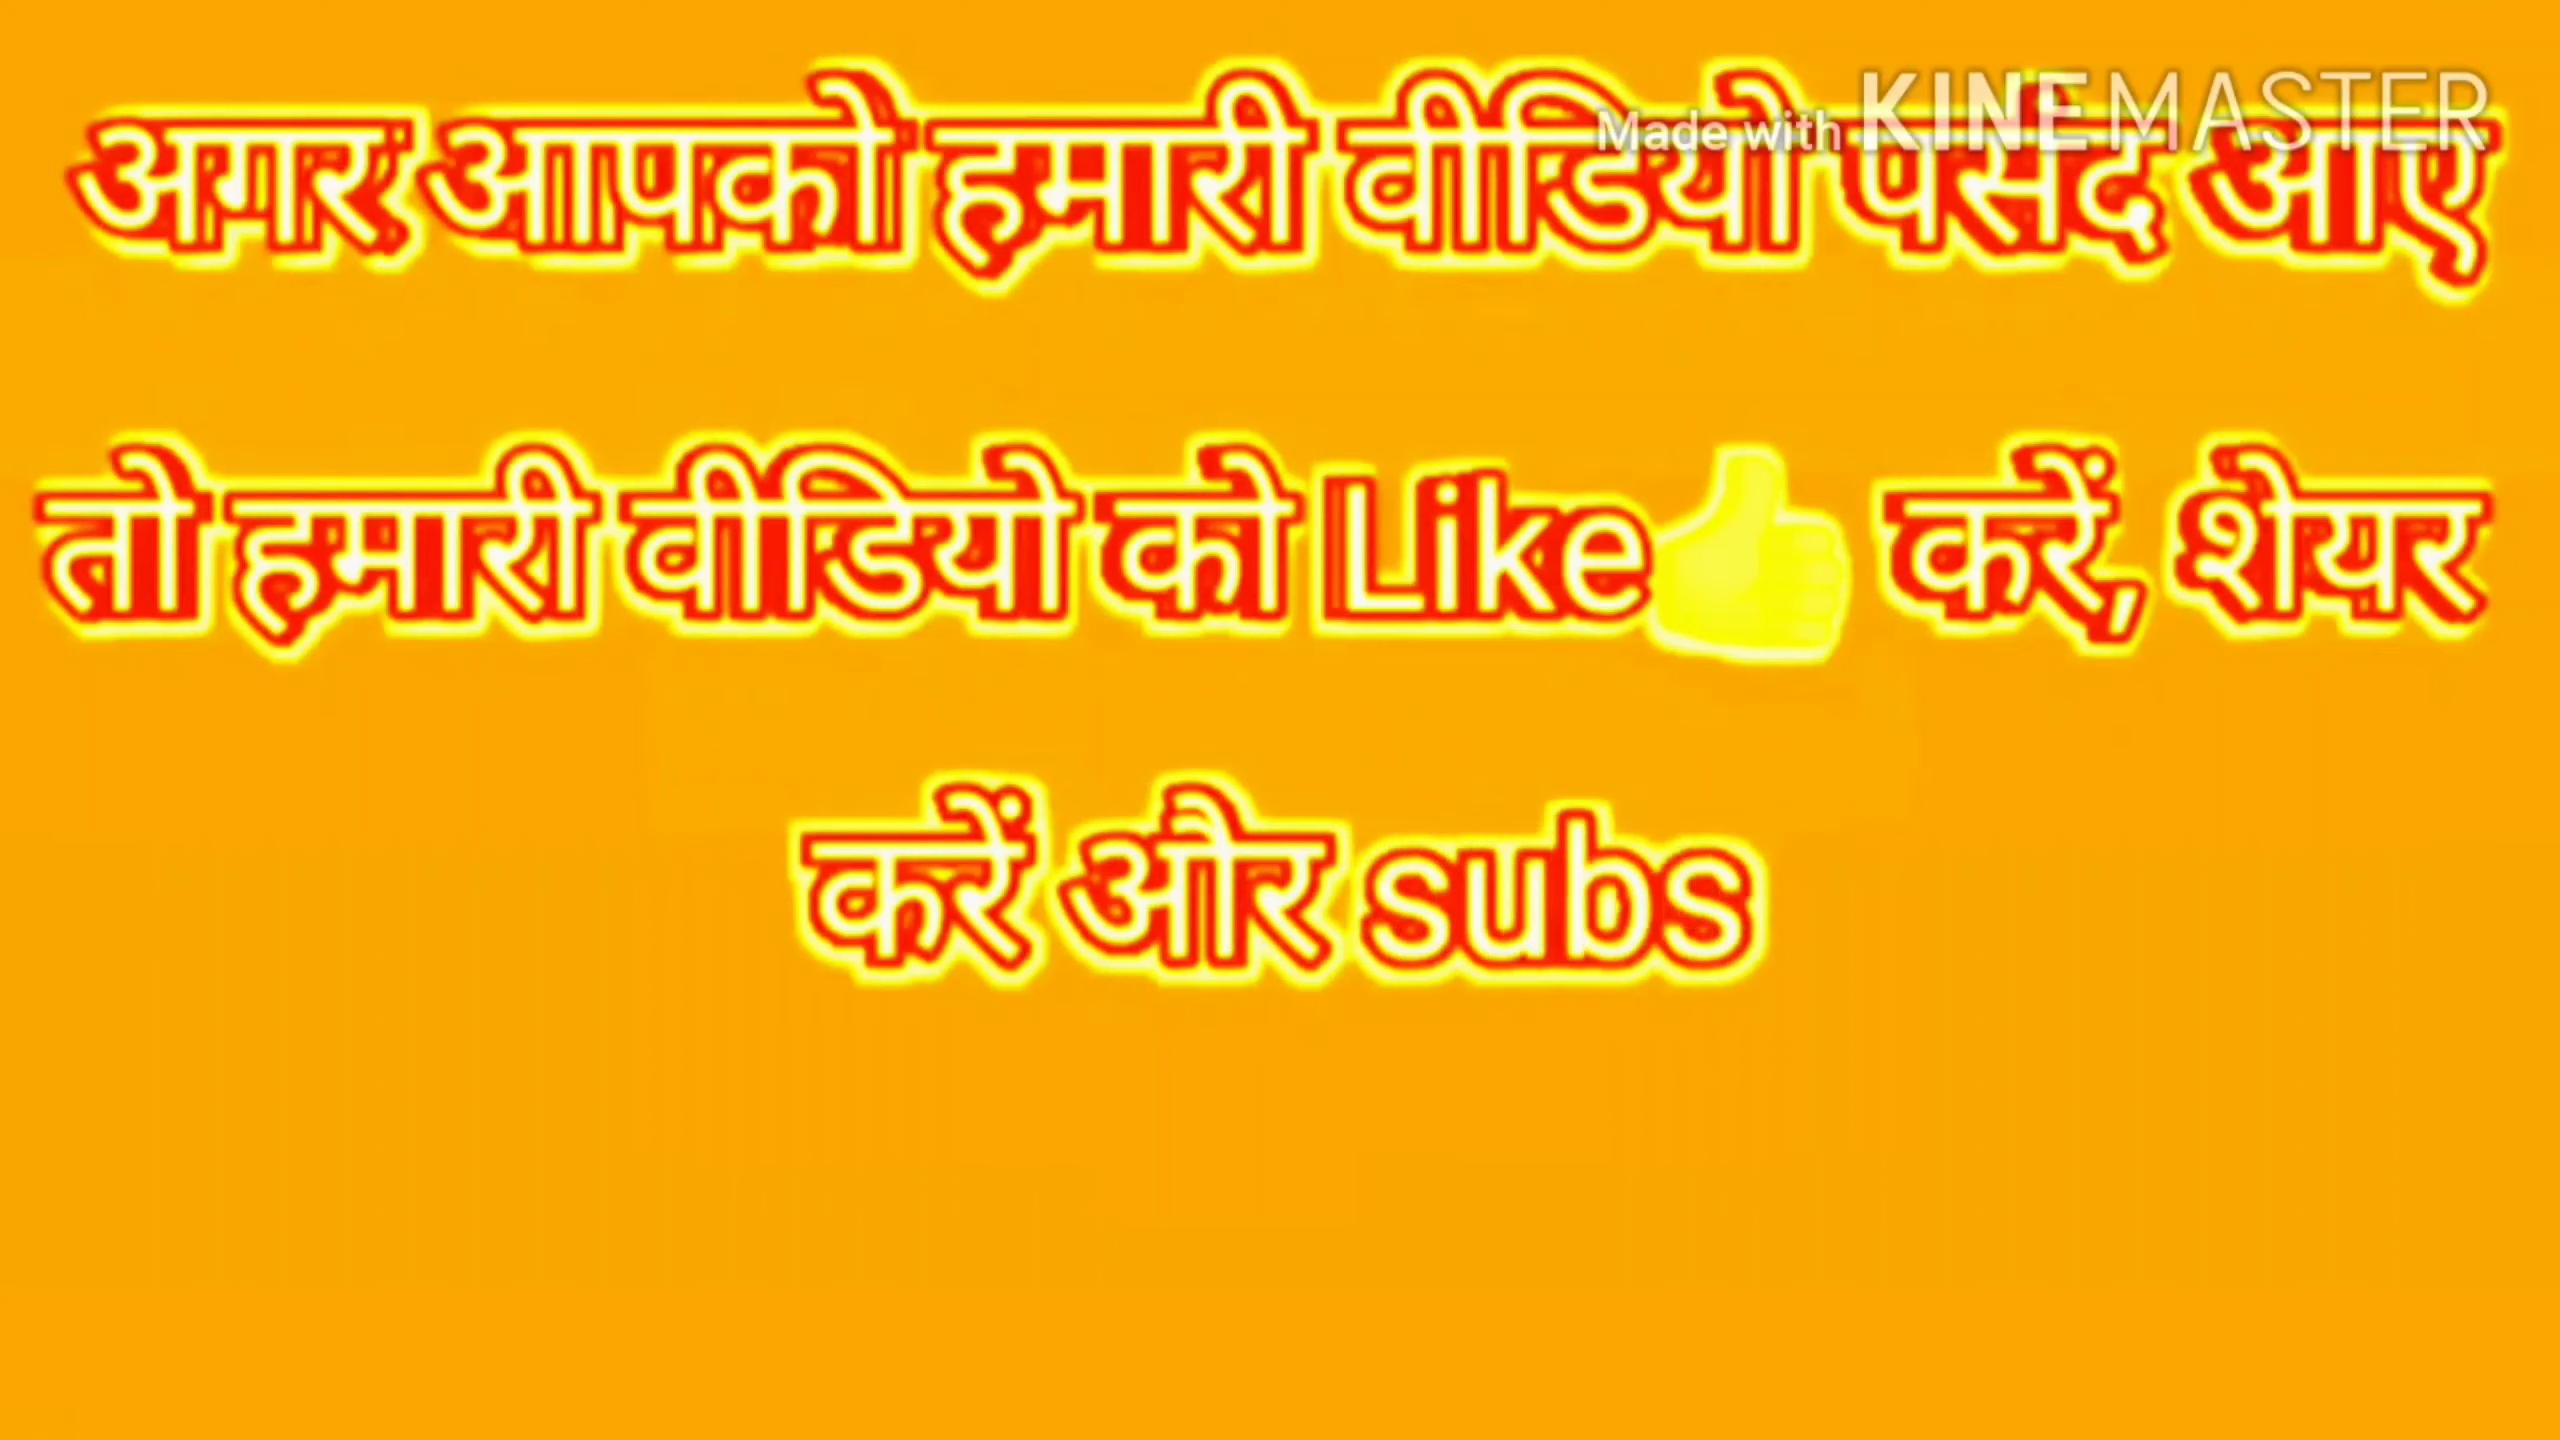 Made with KINEMASTER
अगर आपको हमारी वीडियो पसंद आए
तो हमारी वीडियो को Like👍 करें, शेयर
करें और subs